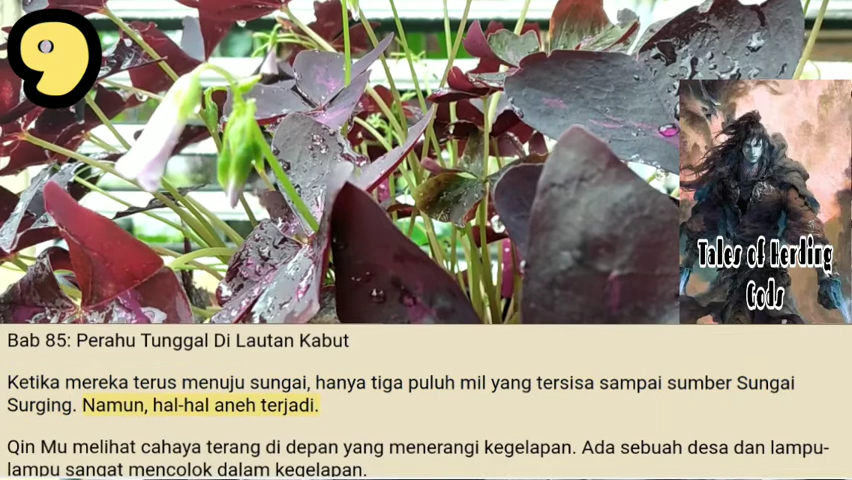 9
Tales of Herding
Gods
Bab 85: Perahu Tunggal Di Lautan Kabut
Ketika mereka terus menuju sungai, hanya tiga puluh mil yang tersisa sampai sumber Sungai
Surging. Namun, hal-hal aneh terjadi.
Qin Mu melihat cahaya terang di depan yang menerangi kegelapan. Ada sebuah desa dan lampu-
lampu sangat mencolok dalam kegelapan.